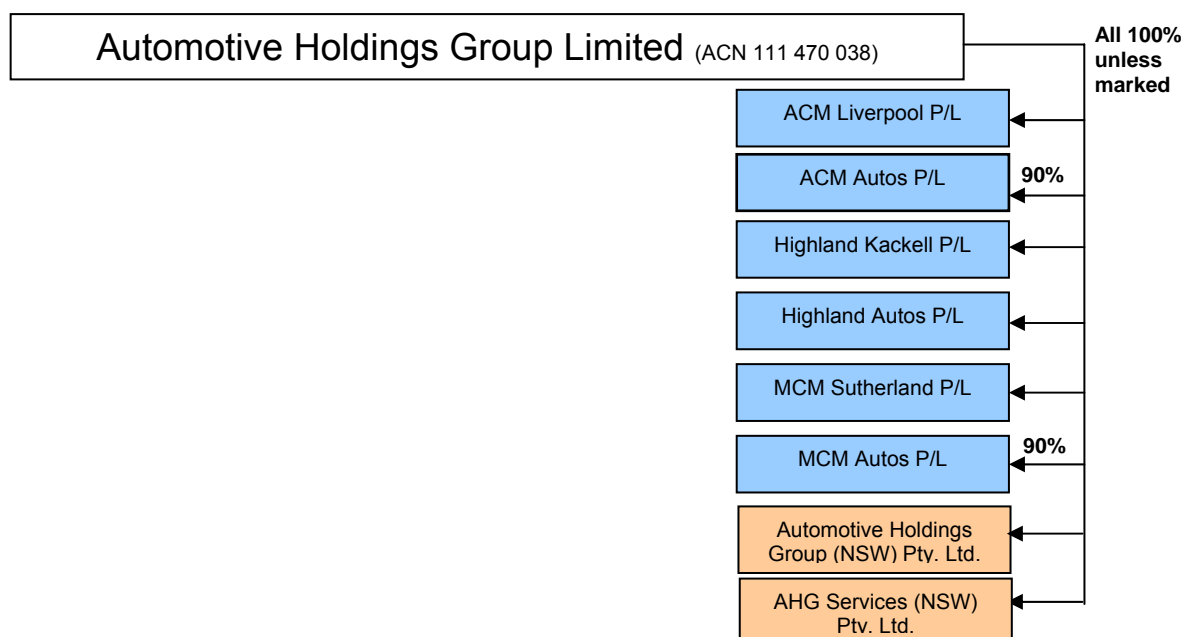 Automotive Holdings Group Limited (ACN 111 470 038)
All 100%
unless
marked
ACM Liverpool P/L
ACM Autos P/L
90%
Highland Kackell P/L
Highland Autos P/L
MCM Sutherland P/L
MCM Autos P/L
90%
Automotive Holdings
Group (NSW) Pty. Ltd.
AHG Services (NSW)
Pty. Ltd.